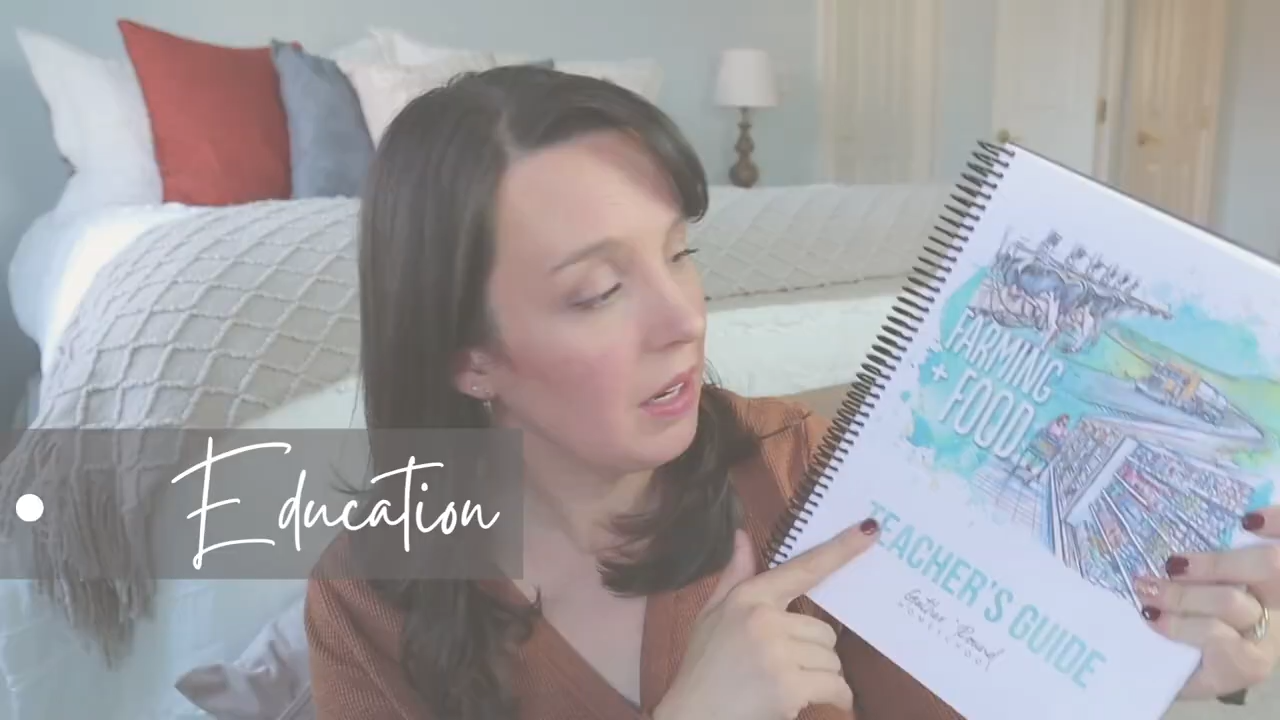 Education
FARMING
+ FOOD
TEACHER'S GUIDE
Gather 'Round
HOMESCHOOL